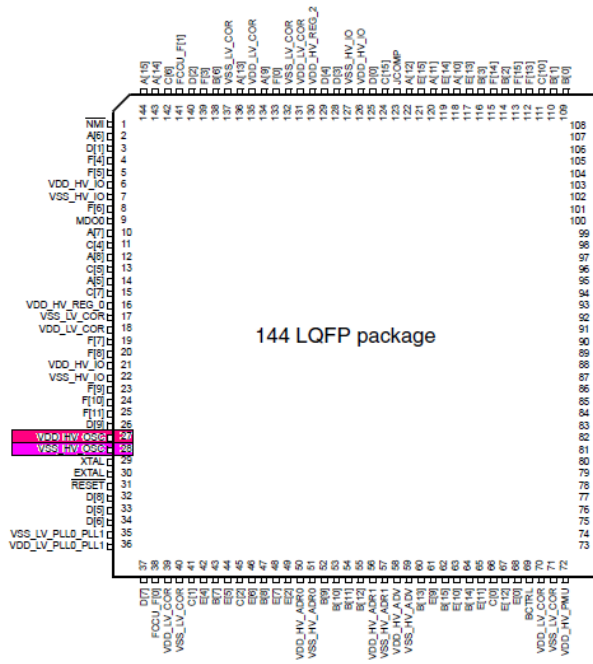 A[15] A[14] C[6] FCCU_F[1] D[2] F[3] B[6] VSS_LV_COR A[13] VDD_LV_COR A[9] F[0] VSS_LV_COR VDD_LV_COR VDD_HV_REG_2 D[4] D[3] VSS_HV_IO VDD_HV_IO D[0] C[15] JCOMP A[12] E[15] A[11] E[14] A[10] E[13] B[3] F[14] B[2] F[15] F[13] C[10] B[1] B[0]
144 143 142 141 140 139 138 137 136 135 134 133 132 131 130 129 128 127 126 125 124 123 122 121 120 119 118 117 116 115 114 113 112 111 110 109
NMI 1 108
A[6] 2 107
D[1] 3 106
F[4] 4 105
F[5] 5 104
VDD_HV_IO 6 103
VSS_HV_IO 7 102
F[6] 8 101
MDO0 9 100
A[7] 10 99
C[4] 11 98
A[8] 12 97
C[5] 13 96
A[5] 14 95
C[7] 15 94
VDD_HV_REG_0 16 93
VSS_LV_COR 17 92
VDD_LV_COR 18 91
F[7] 19 90
F[8] 20 89
VDD_HV_IO 21 88
VSS_HV_IO 22 87
F[9] 23 86
F[10] 24 85
F[11] 25 84
D[9] 26 83
VDD_HV_OSC 27 82
VSS_HV_OSC 28 81
XTAL 29 80
EXTAL 30 79
RESET 31 78
D[8] 32 77
D[5] 33 76
D[6] 34 75
VSS_LV_PLL0_PLL1 35 74
VDD_LV_PLL0_PLL1 36 73
144 LQFP package
37 38 39 40 41 42 43 44 45 46 47 48 49 50 51 52 53 54 55 56 57 58 59 60 61 62 63 64 65 66 67 68 69 70 71 72
D[7] FCCU_F[0] VDD_LV_COR VSS_LV_COR C[1] E[4] B[7] E[5] C[2] E[6] B[8] E[7] E[2] VDD_HV_ADR0 VSS_HV_ADR0 B[9] B[10] B[11] B[12] VDD_HV_ADR1 VSS_HV_ADR1 VDD_HV_ADV VSS_HV_ADV B[13] E[9] B[15] E[10] B[14] E[11] C[0] E[12] E[0] BCTRL VDD_LV_COR VSS_LV_COR VDD_HV_PMU